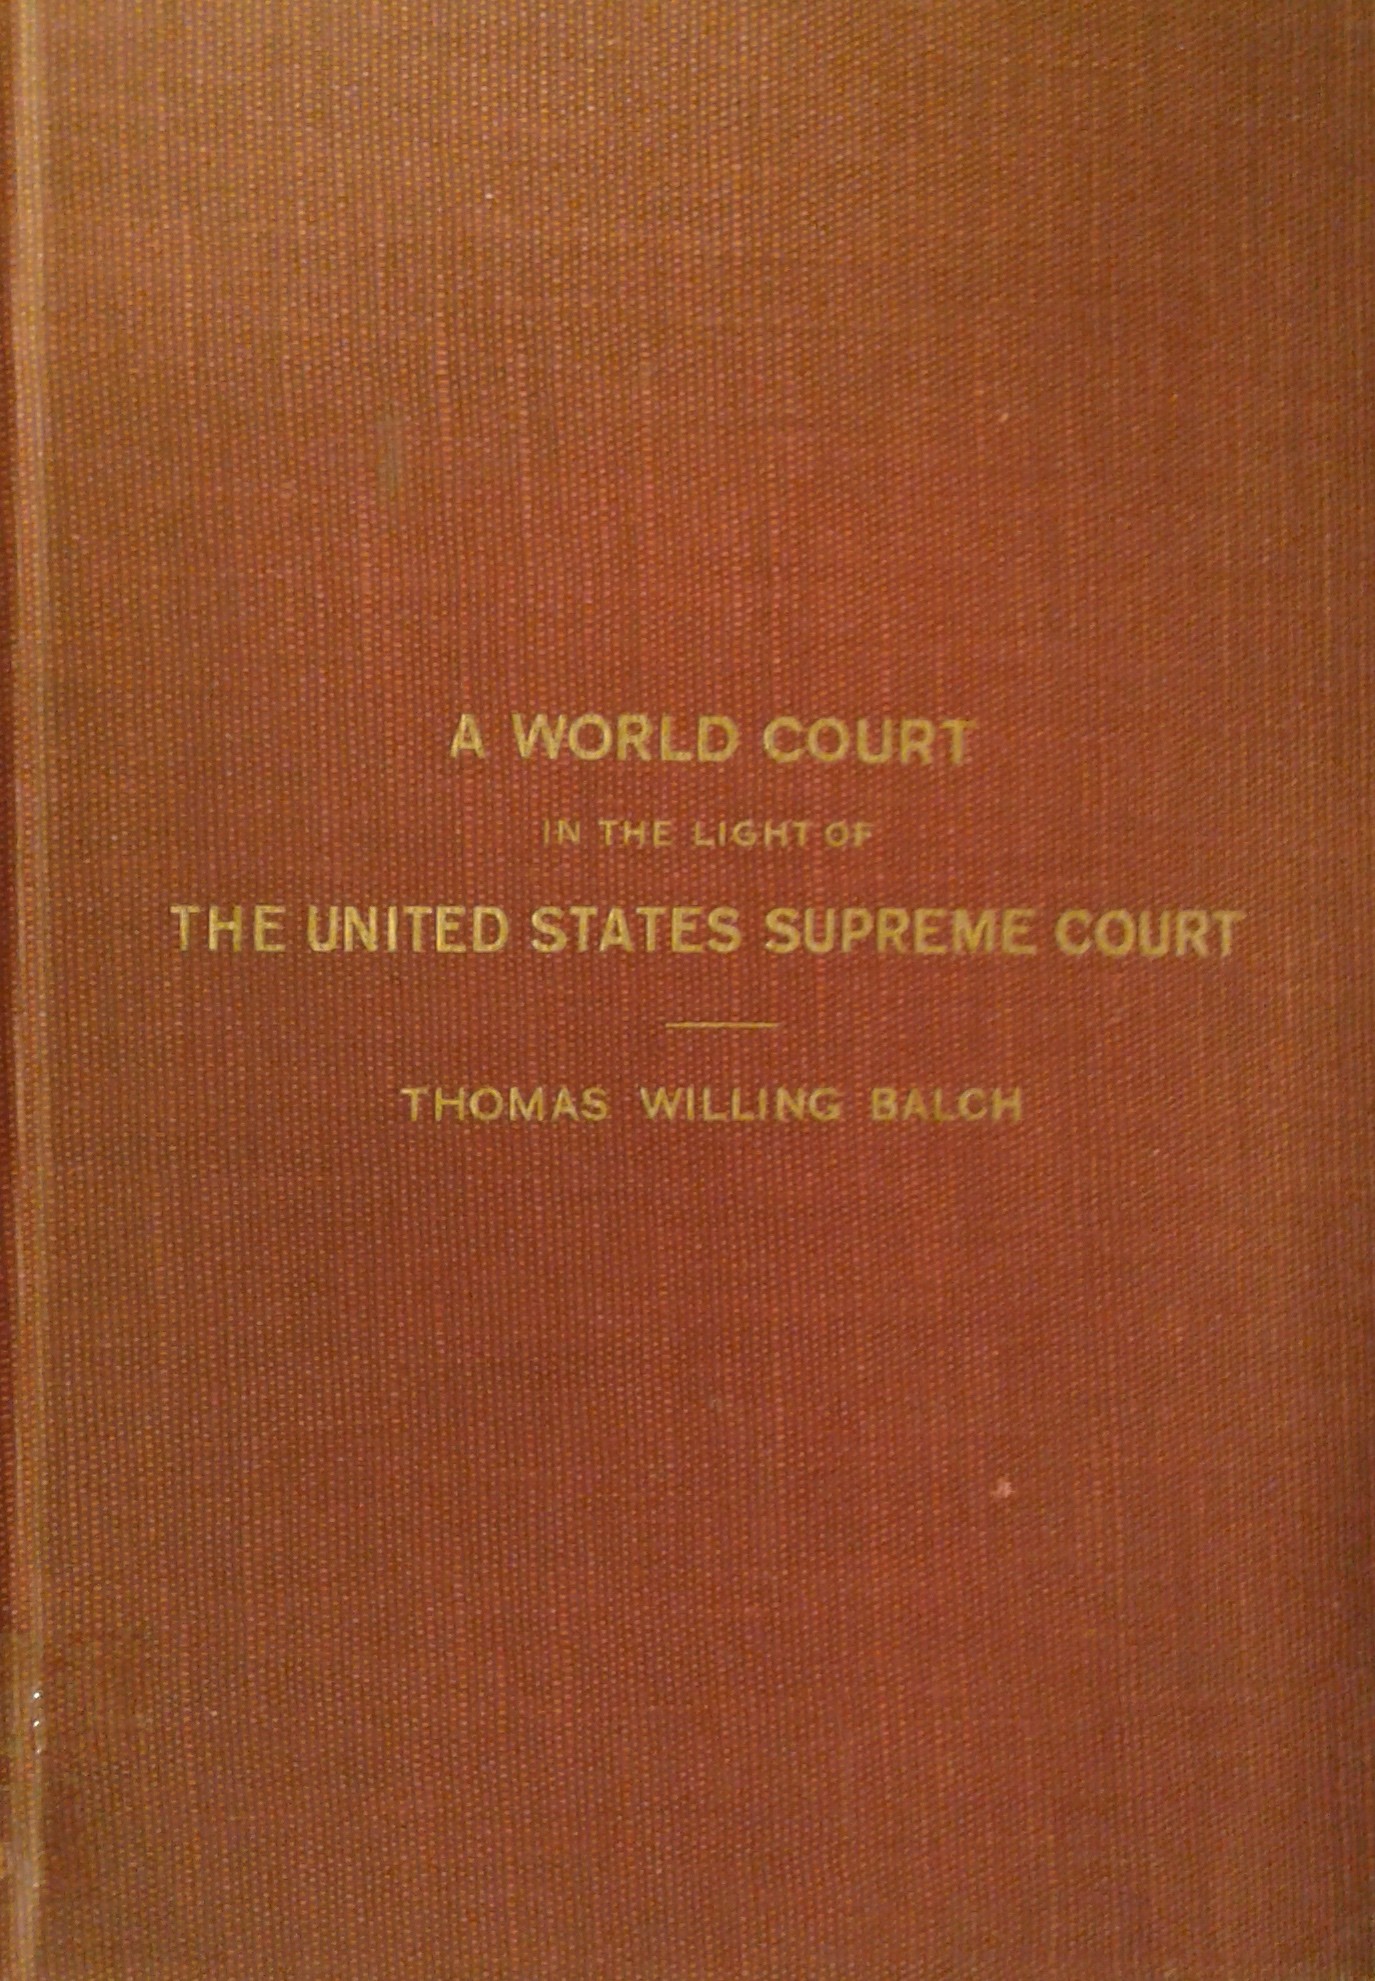 A WORLD COURT
IN THE LIGHT OF
THE UNITED STATES SUPREME COURT
THOMAS WILLING BALCH